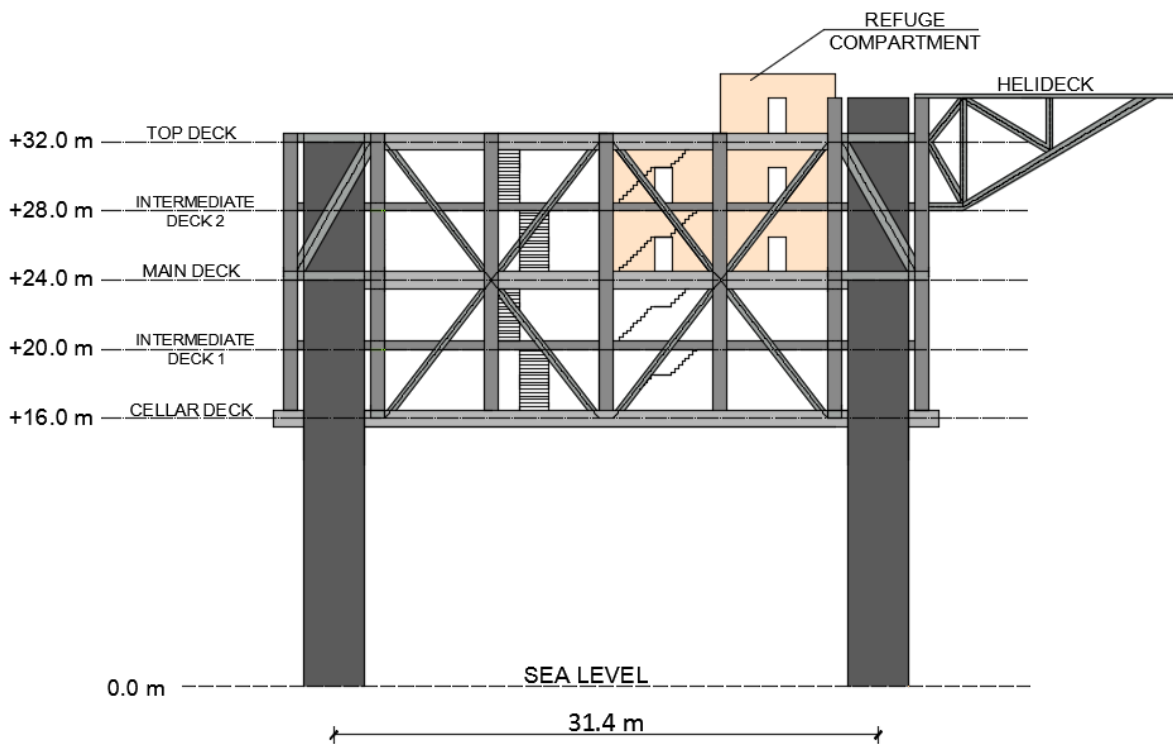 REFUGE
COMPARTMENT
HELIDECK
+32.0 m
TOP DECK
+28.0 m
INTERMEDIATE
DECK 2
+24.0 m
MAIN DECK
+20.0 m
INTERMEDIATE
DECK 1
+16.0 m
CELLAR DECK
0.0 m
SEA LEVEL
31.4 m